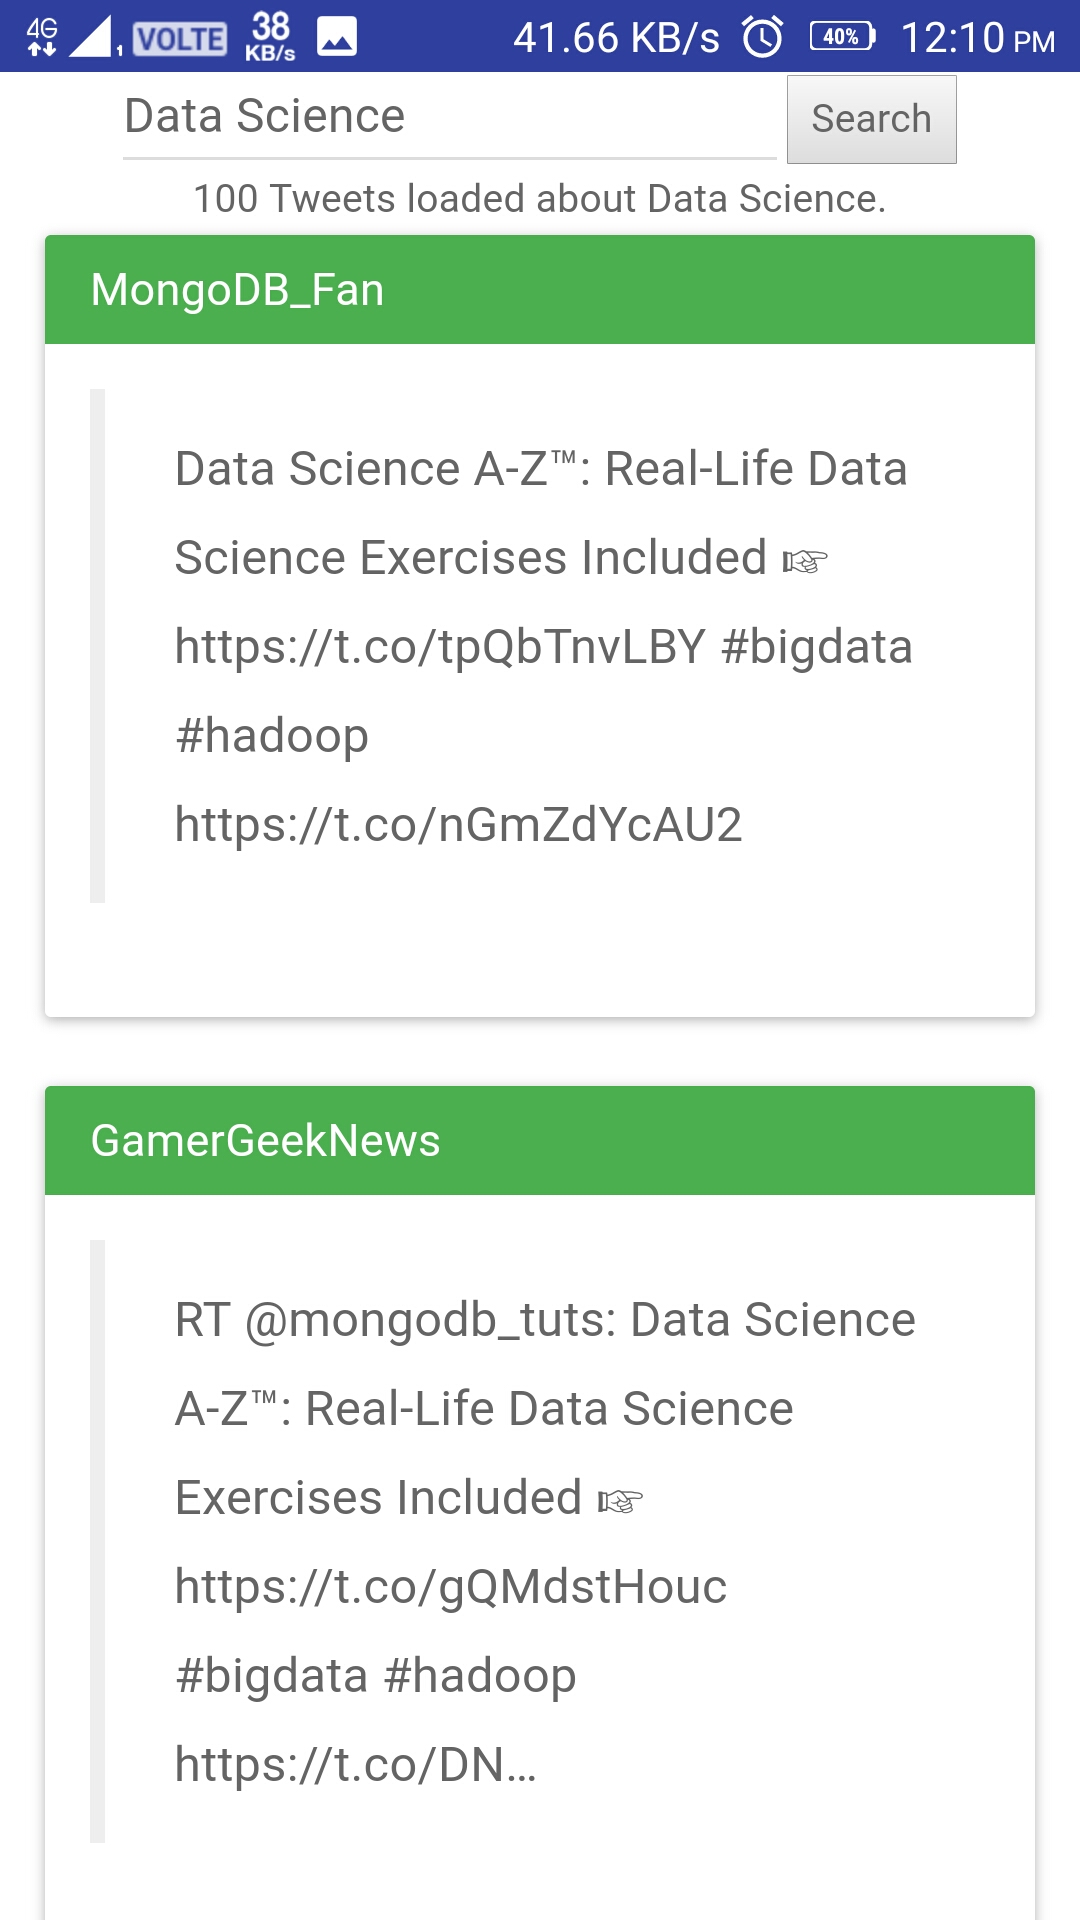 4G 1 VOLTE 38 KB/s 41.66 KB/s 40% 12:10 PM
Data Science Search
100 Tweets loaded about Data Science.
MongoDB_Fan
Data Science A-Z™: Real-Life Data
Science Exercises Included ☞
https://t.co/tpQbTnvLBY #bigdata
#hadoop
https://t.co/nGmZdYcAU2
GamerGeekNews
RT @mongodb_tuts: Data Science
A-Z™: Real-Life Data Science
Exercises Included ☞
https://t.co/gQMdstHouc
#bigdata #hadoop
https://t.co/DN…